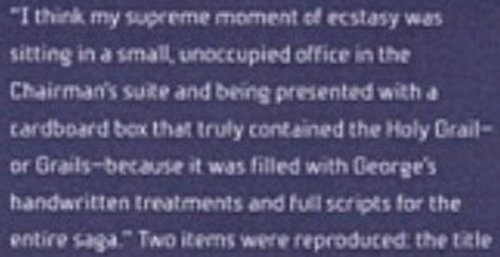 "I think my supreme moment of ecstasy was
sitting in a small, unoccupied office in the
Chairman's suite and being presented with a
cardboard box that truly contained the Holy Grail—
or Grails—because it was filled with George's
handwritten treatments and full scripts for the
entire saga." Two items were reproduced: the title